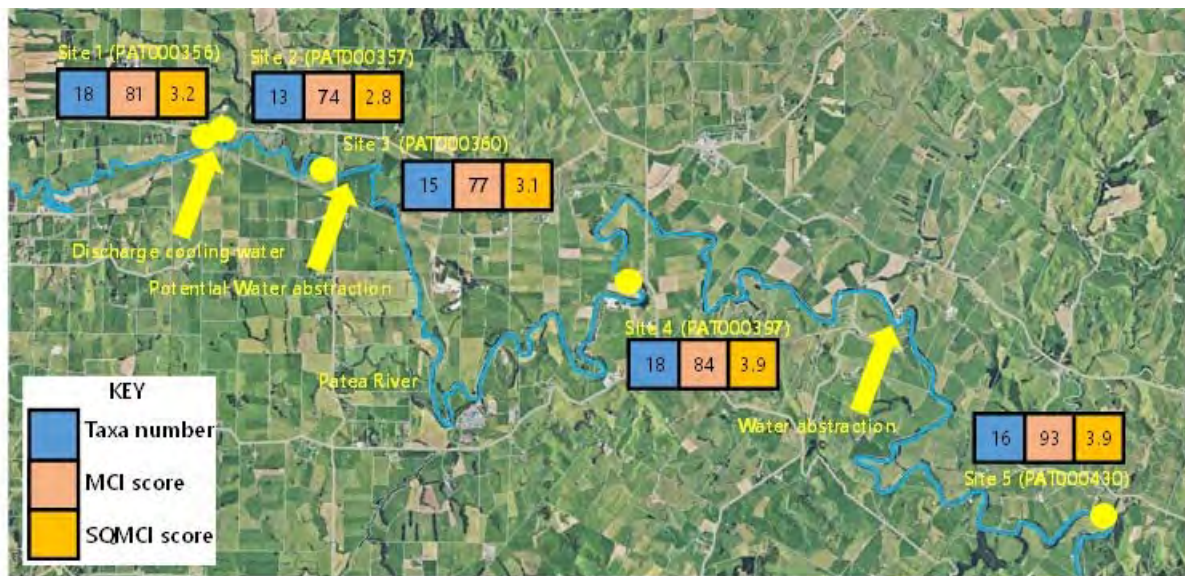 Site 1 (PAT000356)
18 81 3.2
Site 2 (PAT000357)
13 74 2.8
Site 3 (PAT000360)
15 77 3.1
Discharge cooling water
Potential Water abstraction
Site 4 (PAT000397)
18 84 3.9
Patea River
Water abstraction
16 93 3.9
Site 5 (PAT000430)
KEY
Taxa number
MCI score
SQMCI score